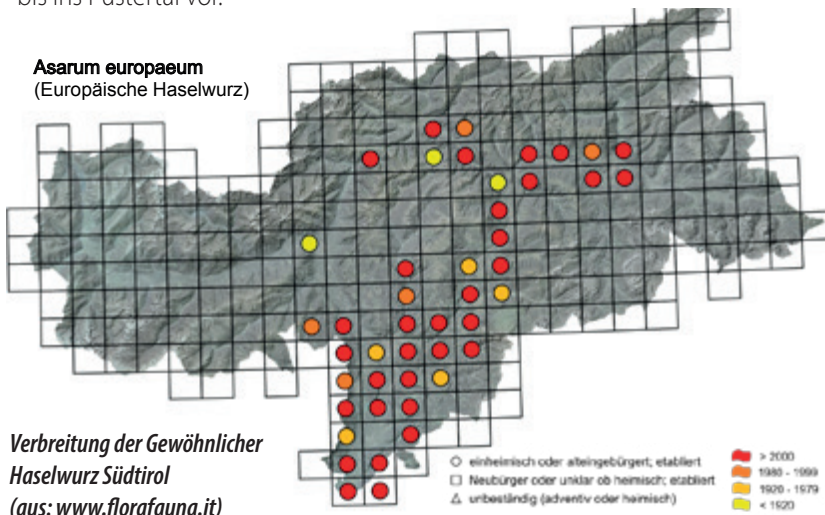 bis ins Pustertal vor.
Asarum europaeum
(Europäische Haselwurz)
Verbreitung der Gewöhnlicher
Haselwurz Südtirol
(aus: www.florafauna.it)
einheimisch oder alteingebürgert; etabliert
Neubürger oder unklar ob heimisch; etabliert
unbeständig (adventiv oder heimisch)
> 2000
1980 - 1999
1920 - 1979
< 1920